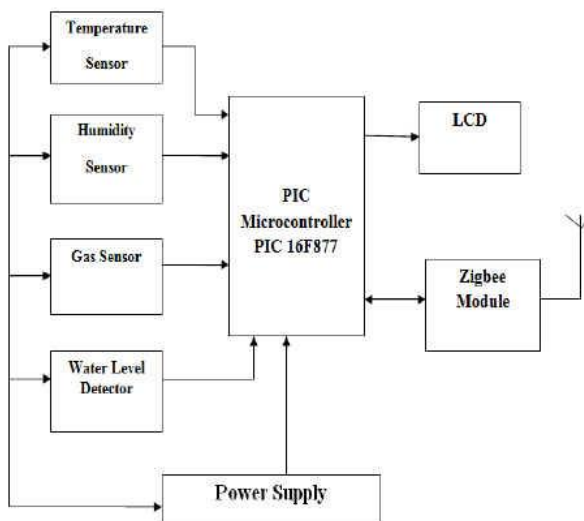 Temperature
Sensor
Humidity
Sensor
Gas Sensor
Water Level
Detector
PIC
Microcontroller
PIC 16F877
LCD
Zigbee
Module
Power Supply